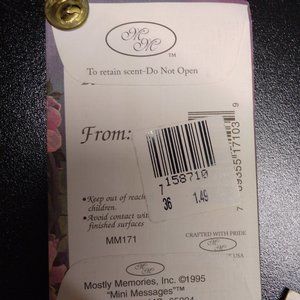 MM
TM
To retain scent-Do Not Open
From:
7 158710
36 1.49
•Keep out of reach
children.
•Avoid contact wit
finished surfaces
MM171
CRAFTED WITH PRIDE
USA
Mostly Memories, Inc. ©1995
"Mini Messages"™